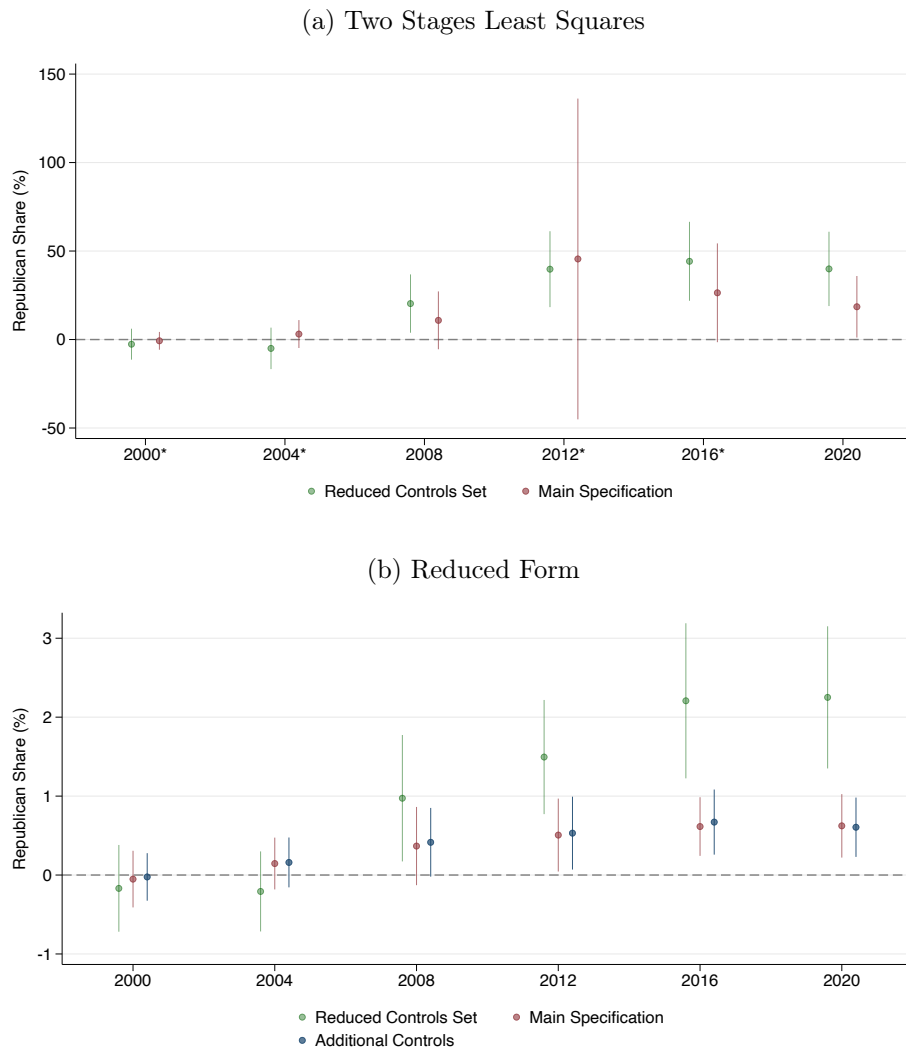 (a) Two Stages Least Squares
Republican Share (%)
150
100
50
0
-50
2000* 2004* 2008 2012* 2016* 2020
Reduced Controls Set Main Specification
(b) Reduced Form
Republican Share (%)
3
2
1
0
-1
2000 2004 2008 2012 2016 2020
Reduced Controls Set Main Specification
Additional Controls